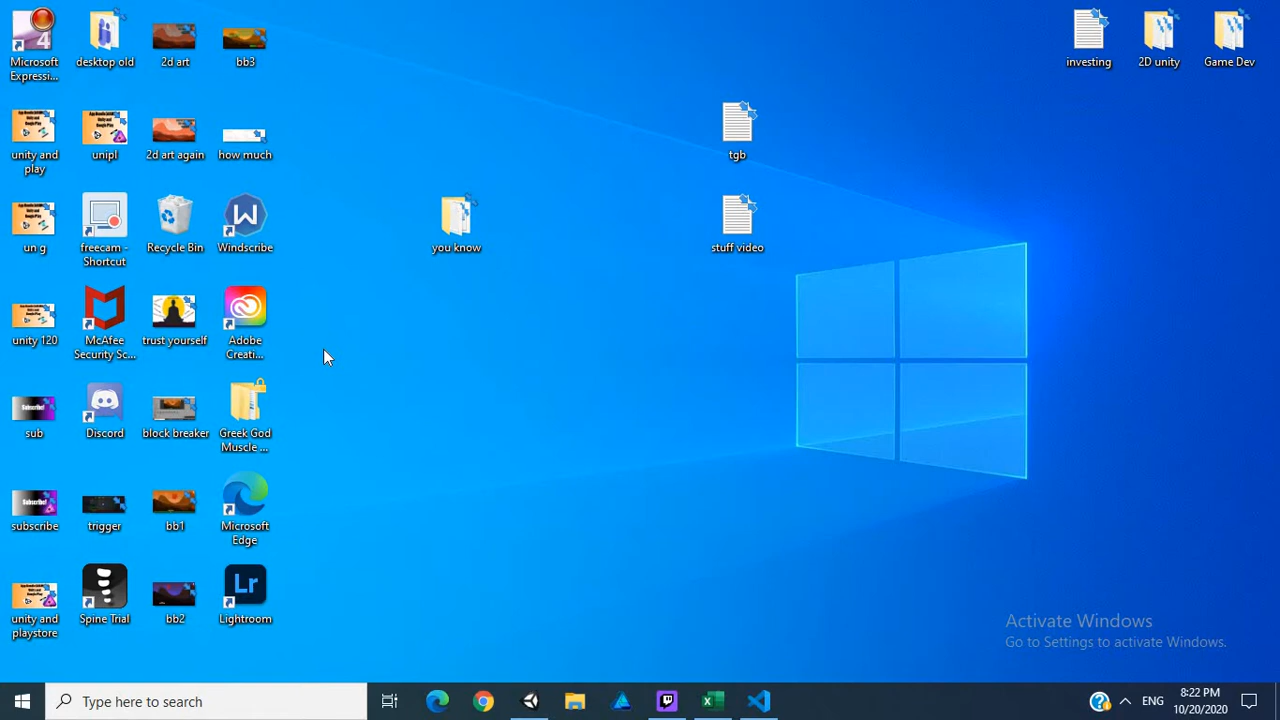 Microsoft
Expressi...
desktop old
2d art
bb3
investing
2D unity
Game Dev
unity and
play
unipl
2d art again
how much
tgb
un g
freecam -
Shortcut
Recycle Bin
Windscribe
you know
stuff video
unity 120
McAfee
Security Sc...
trust yourself
Adobe
Creati...
sub
Discord
block breaker
Greek God
Muscle ...
subscribe
trigger
bb1
Microsoft
Edge
unity and
playstore
Spine Trial
bb2
Lightroom
Activate Windows
Go to Settings to activate Windows.
Type here to search
ENG
8:22 PM
10/20/2020